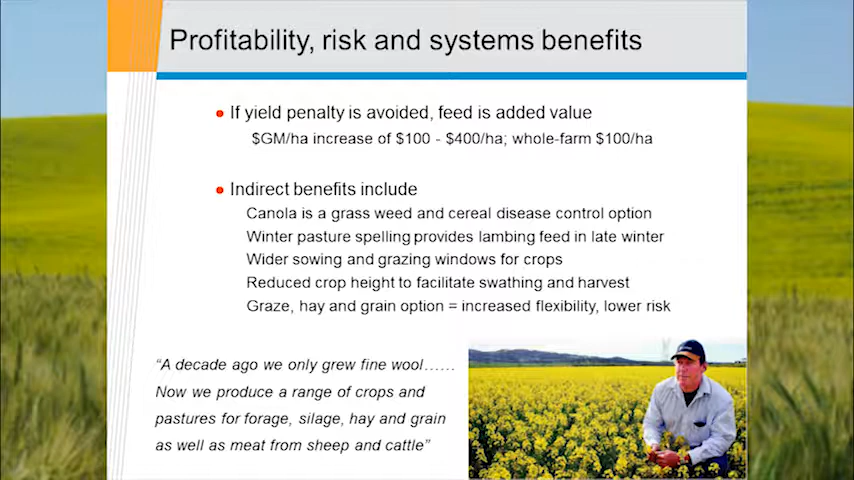 Profitability, risk and systems benefits
If yield penalty is avoided, feed is added value
$GM/ha increase of $100 - $400/ha; whole-farm $100/ha
Indirect benefits include
Canola is a grass weed and cereal disease control option
Winter pasture spelling provides lambing feed in late winter
Wider sowing and grazing windows for crops
Reduced crop height to facilitate swathing and harvest
Graze, hay and grain option = increased flexibility, lower risk
“A decade ago we only grew fine wool……
Now we produce a range of crops and
pastures for forage, silage, hay and grain
as well as meat from sheep and cattle”